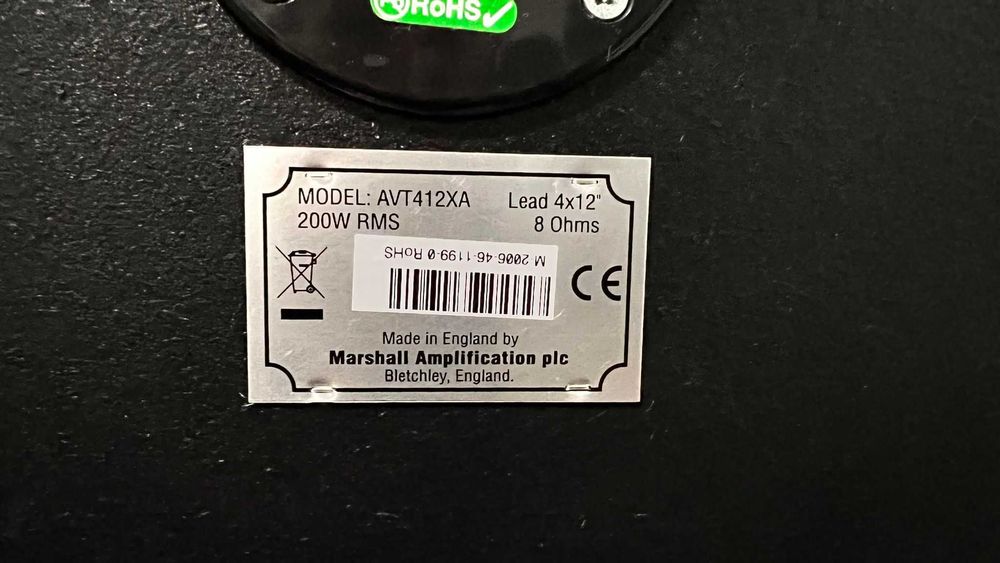 RoHS
MODEL: AVT412XA Lead 4x12"
200W RMS 8 Ohms
M 2006-46-1199-0 RoHS
CE
Made in England by
Marshall Amplification plc
Bletchley, England.